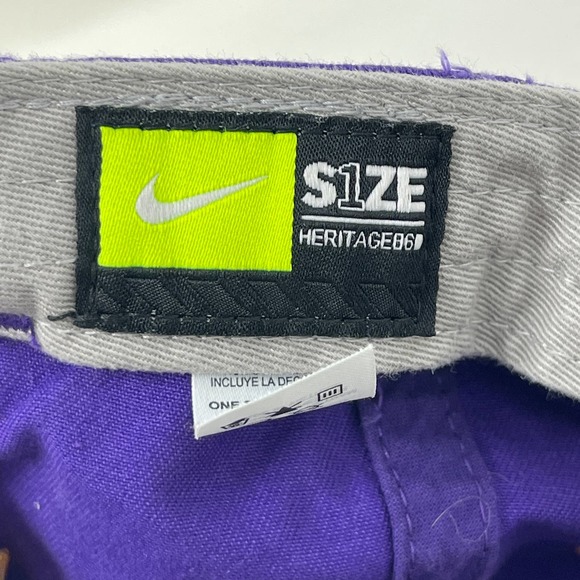 S1ZE
HERITAGE86
INCLUYE LA DEC
ONE